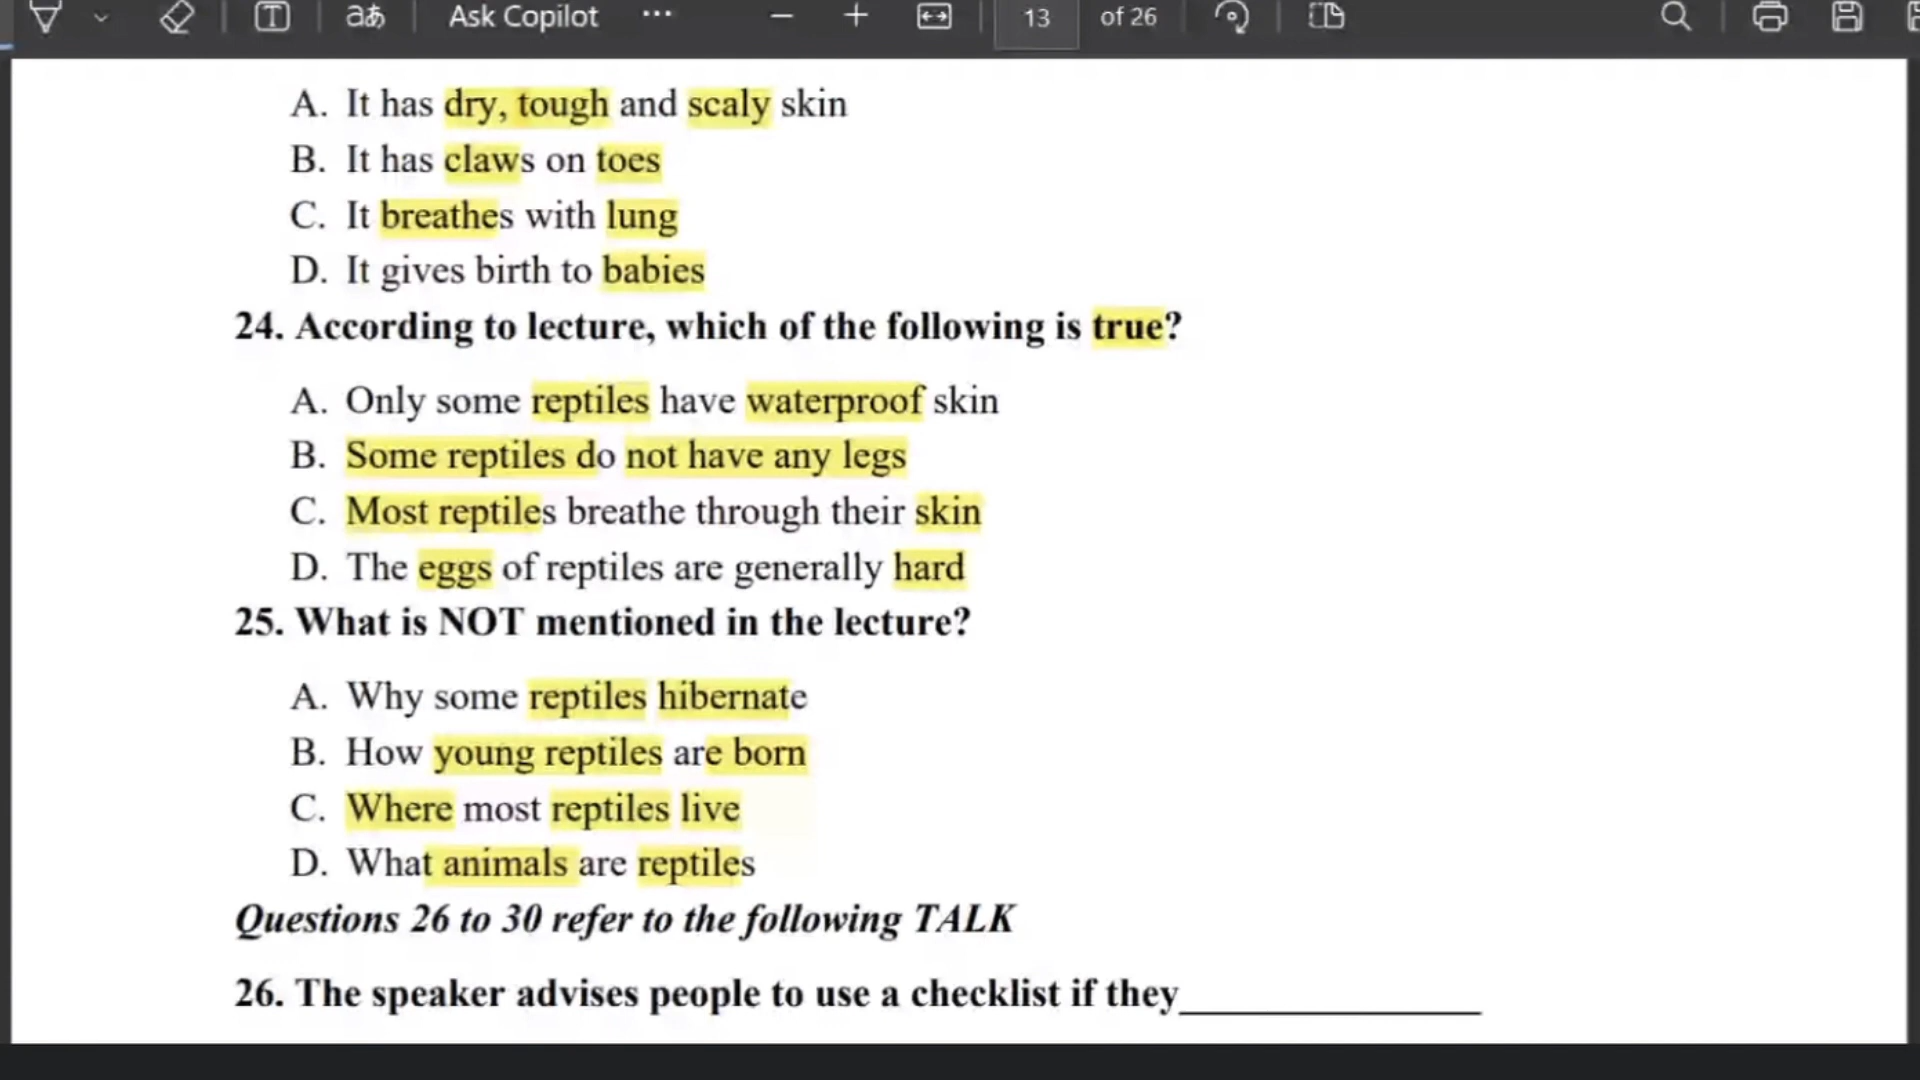 aあ Ask Copilot ... 13 of 26
A. It has dry, tough and scaly skin
B. It has claws on toes
C. It breathes with lung
D. It gives birth to babies
24. According to lecture, which of the following is true?
A. Only some reptiles have waterproof skin
B. Some reptiles do not have any legs
C. Most reptiles breathe through their skin
D. The eggs of reptiles are generally hard
25. What is NOT mentioned in the lecture?
A. Why some reptiles hibernate
B. How young reptiles are born
C. Where most reptiles live
D. What animals are reptiles
Questions 26 to 30 refer to the following TALK
26. The speaker advises people to use a checklist if they_______________